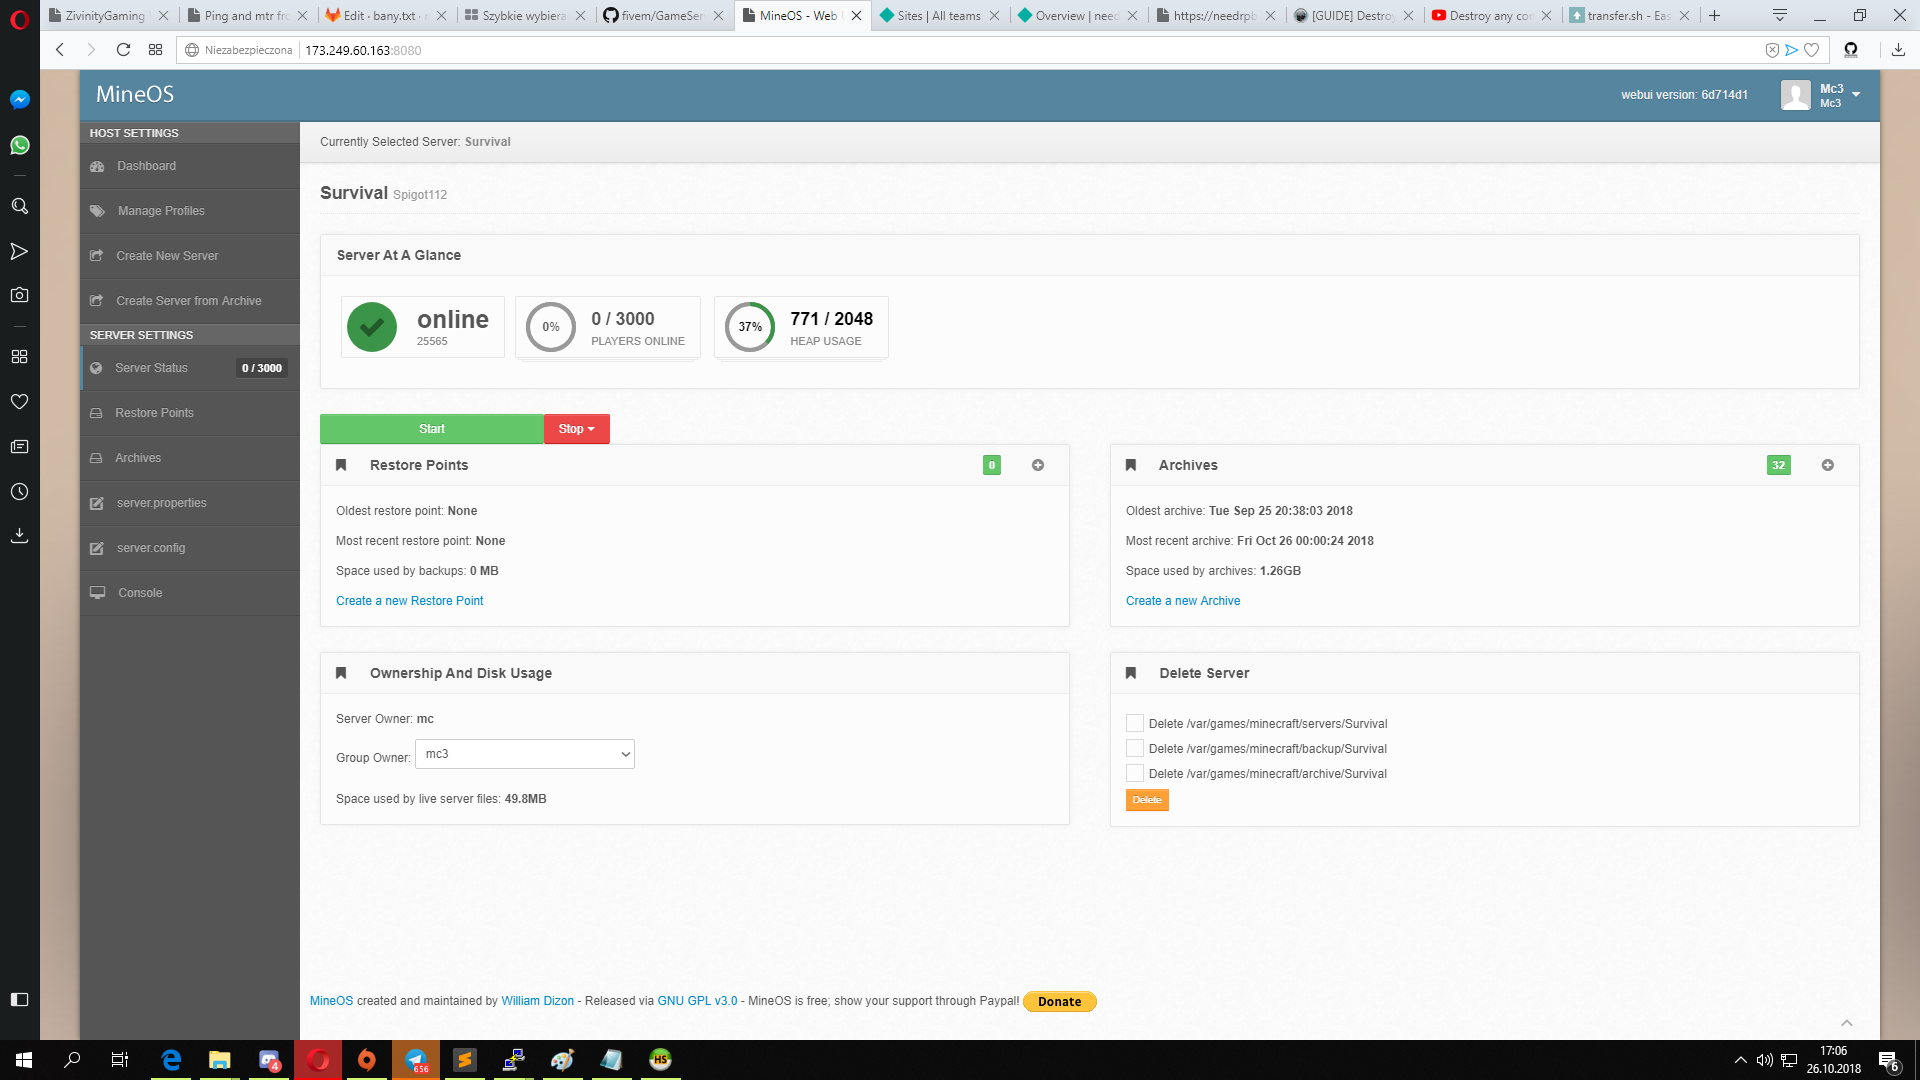 ZivinityGaming
Ping and mtr fr
Edit · bany.txt ·
Szybkie wybiera
fivem/GameSer
MineOS - Web
Sites | All teams
Overview | need
https://needrpb
[GUIDE] Destroy
Destroy any co
transfer.sh - Eas
Niezabezpieczona
173.249.60.163:8080
MineOS
webui version: 6d714d1
Mc3
Mc3
HOST SETTINGS
Dashboard
Manage Profiles
Create New Server
Create Server from Archive
SERVER SETTINGS
Server Status
0 / 3000
Restore Points
Archives
server.properties
server.config
Console
Currently Selected Server: Survival
Survival Spigot112
Server At A Glance
online
25565
0%
0 / 3000
PLAYERS ONLINE
37%
771 / 2048
HEAP USAGE
Start
Stop
Restore Points
0
Oldest restore point: None
Most recent restore point: None
Space used by backups: 0 MB
Create a new Restore Point
Archives
32
Oldest archive: Tue Sep 25 20:38:03 2018
Most recent archive: Fri Oct 26 00:00:24 2018
Space used by archives: 1.26GB
Create a new Archive
Ownership And Disk Usage
Server Owner: mc
Group Owner: mc3
Space used by live server files: 49.8MB
Delete Server
Delete /var/games/minecraft/servers/Survival
Delete /var/games/minecraft/backup/Survival
Delete /var/games/minecraft/archive/Survival
Delete
MineOS created and maintained by William Dizon - Released via GNU GPL v3.0 - MineOS is free; show your support through Paypal! Donate
4
656
HS
17:06
26.10.2018
6